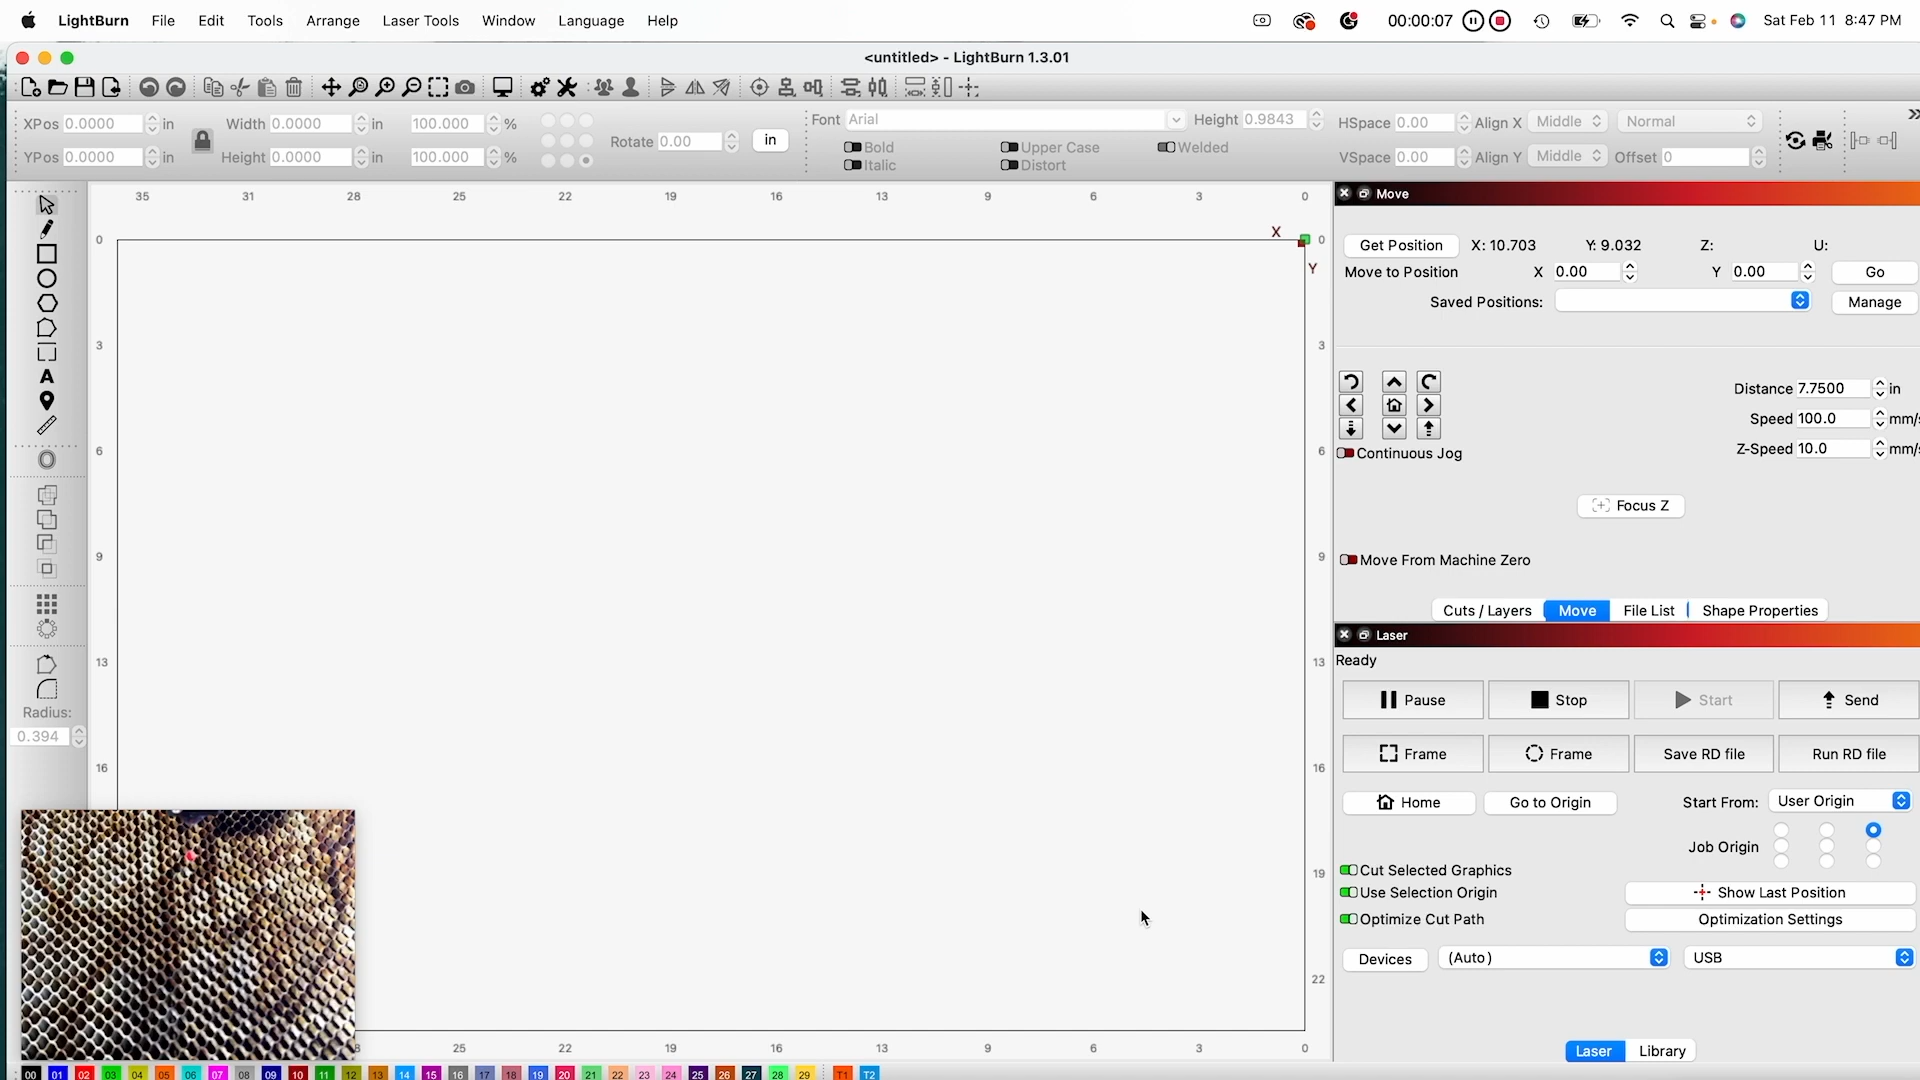 LightBurn File Edit Tools Arrange Laser Tools Window Language Help 00:00:07 Sat Feb 11 8:47 PM
<untitled> - LightBurn 1.3.01
XPos 0.0000 in Width 0.0000 in 100.000 % Rotate 0.00 in Font Arial Height 0.9843 HSpace 0.00 Align X Middle Normal
Bold Upper Case Welded
YPos 0.0000 in Height 0.0000 in 100.000 % Italic Distort VSpace 0.00 Align Y Middle Offset 0
35 31 28 25 22 19 16 13 9 6 3 0
Move
X
0 0
Y
Get Position X: 10.703 Y: 9.032 Z: U:
Move to Position X 0.00 Y 0.00 Go
Saved Positions: Manage
3 3
Distance 7.7500 in
Speed 100.0 mm/s
Z-Speed 10.0 mm/s
6 6
Continuous Jog
Focus Z
9 9
Move From Machine Zero
Cuts / Layers Move File List Shape Properties
Laser
13 13
Ready
Pause Stop Start Send
Radius:
0.394
Frame Frame Save RD file Run RD file
16 16
Home Go to Origin Start From: User Origin
Job Origin
19
Cut Selected Graphics
Use Selection Origin Show Last Position
Optimize Cut Path Optimization Settings
Devices (Auto) USB
22
8 25 22 19 16 13 9 6 3 0
Laser Library
00 01 02 03 04 05 06 07 08 09 10 11 12 13 14 15 16 17 18 19 20 21 22 23 24 25 26 27 28 29 T1 T2